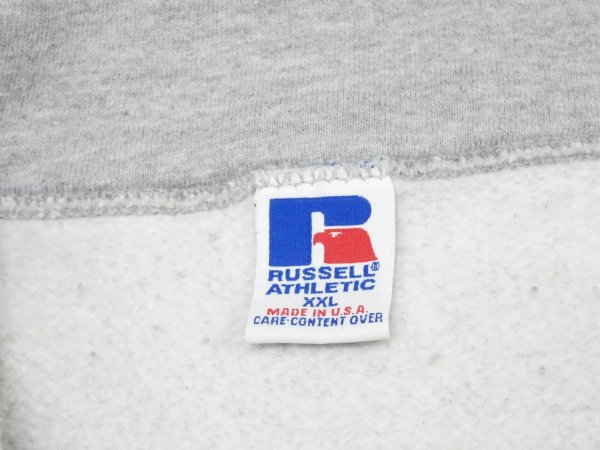 R
RUSSELL®
ATHLETIC
XXL
MADE IN U.S.A.
CARE-CONTENT OVER